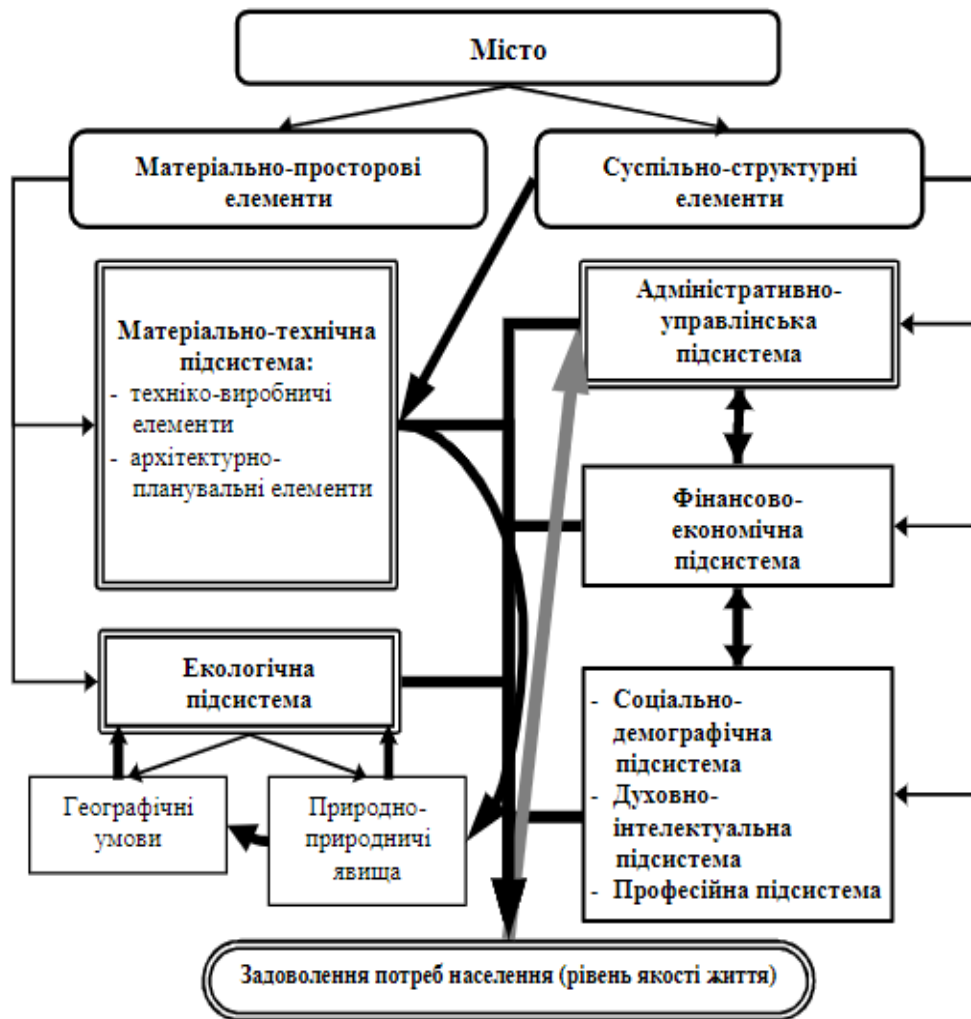 Місто
Матеріально-просторові
елементи
Суспільно-структурні
елементи
Матеріально-технічна
підсистема:
- техніко-виробничі
елементи
- архітектурно-
планувальні елементи
Адміністративно-
управлінська
підсистема
Фінансово-
економічна
підсистема
Екологічна
підсистема
- Соціально-
демографічна
підсистема
- Духовно-
інтелектуальна
підсистема
- Професійна підсистема
Географічні
умови
Природно-
природничі
явища
Задоволення потреб населення (рівень якості життя)